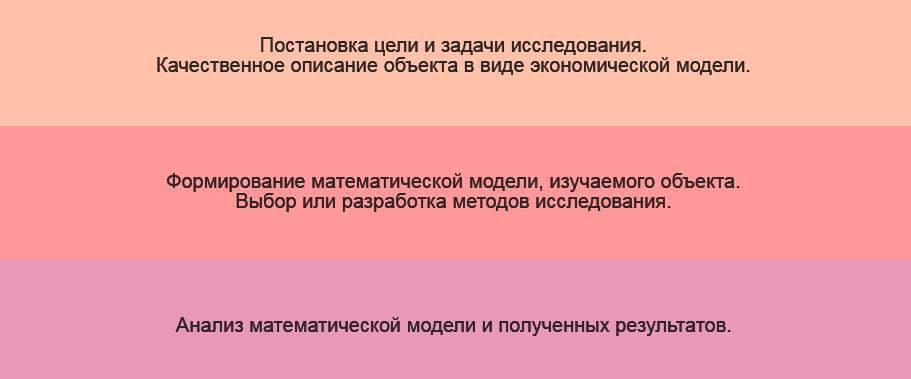 Постановка цели и задачи исследования.
Качественное описание объекта в виде экономической модели.
Формирование математической модели, изучаемого объекта.
Выбор или разработка методов исследования.
Анализ математической модели и полученных результатов.